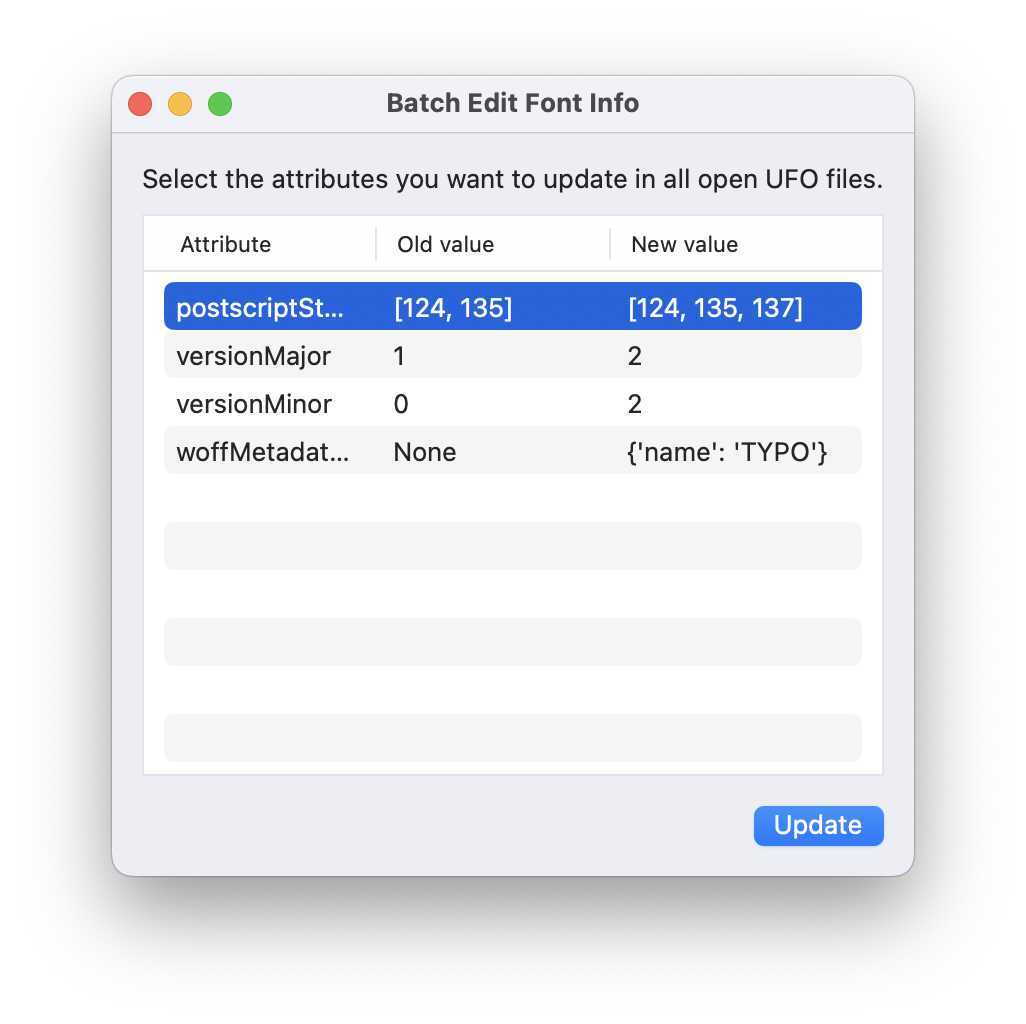 Batch Edit Font Info
Select the attributes you want to update in all open UFO files.
Attribute Old value New value
postscriptSt... [124, 135] [124, 135, 137]
versionMajor 1 2
versionMinor 0 2
woffMetadat... None {'name': 'TYPO'}
Update